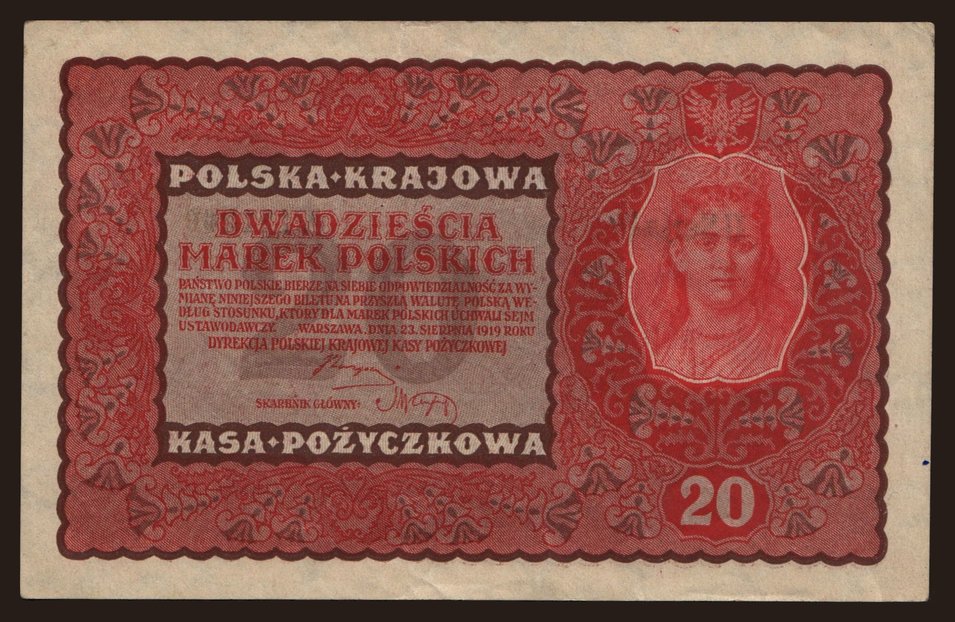 POLSKA KRAJOWA
DWADZIEŚCIA
MAREK POLSKICH
PAŃSTWO POLSKIE BIERZE NA SIEBIE ODPOWIEDZIALNOŚĆ ZA WY-
MIANĘ NINIEJSZEGO BILETU NA PRZYSZŁĄ WALUTĘ POLSKĄ WE-
DŁUG STOSUNKU, KTÓRY DLA MAREK POLSKICH UCHWALI SEJM
USTAWODAWCZY. WARSZAWA, DNIA 23. SIERPNIA 1919 ROKU
DYREKCJA POLSKIEJ KRAJOWEJ KASY POŻYCZKOWEJ
SKARBNIK GŁÓWNY:
KASA POŻYCZKOWA
20